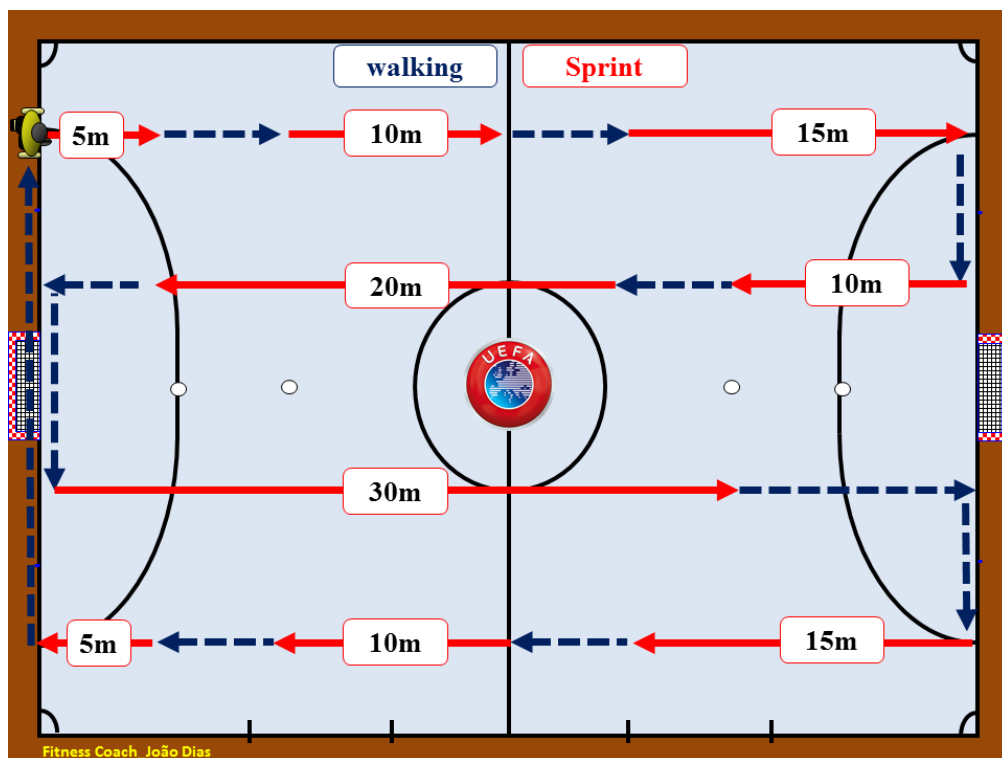 walking
Sprint
5m
10m
15m
20m
10m
UEFA
30m
5m
10m
15m
Fitness Coach João Dias